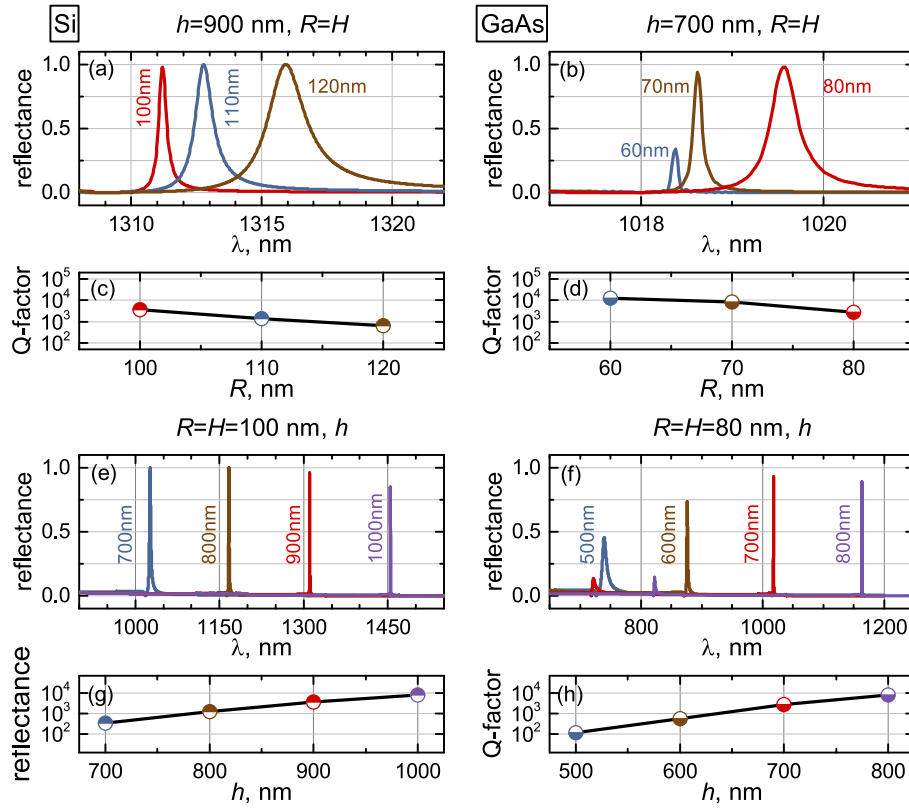 Si
h=900 nm, R=H
GaAs
h=700 nm, R=H
(a)
reflectance
1.0
0.5
0.0
100nm
110nm
120nm
1310
1315
1320
λ, nm
(b)
reflectance
1.0
0.5
0.0
60nm
70nm
80nm
1018
1020
λ, nm
(c)
Q-factor
10⁵
10⁴
10³
10²
100
110
120
R, nm
(d)
Q-factor
10⁵
10⁴
10³
10²
60
70
80
R, nm
R=H=100 nm, h
R=H=80 nm, h
(e)
reflectance
1.0
0.5
0.0
700nm
800nm
900nm
1000nm
1000
1150
1300
1450
λ, nm
(f)
reflectance
1.0
0.5
0.0
500nm
600nm
700nm
800nm
800
1000
1200
λ, nm
(g)
reflectance
10⁴
10³
10²
700
800
900
1000
h, nm
(h)
Q-factor
10⁴
10³
10²
500
600
700
800
h, nm